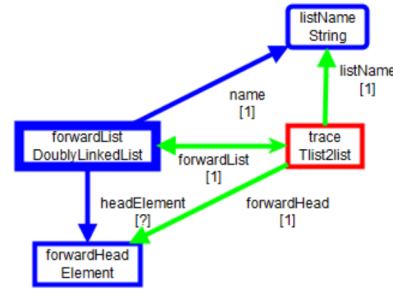 listName
String
listName
[1]
name
[1]
forwardList
DoublyLinkedList
forwardList
[1]
trace
Tlist2list
headElement
[?]
forwardHead
[1]
forwardHead
Element